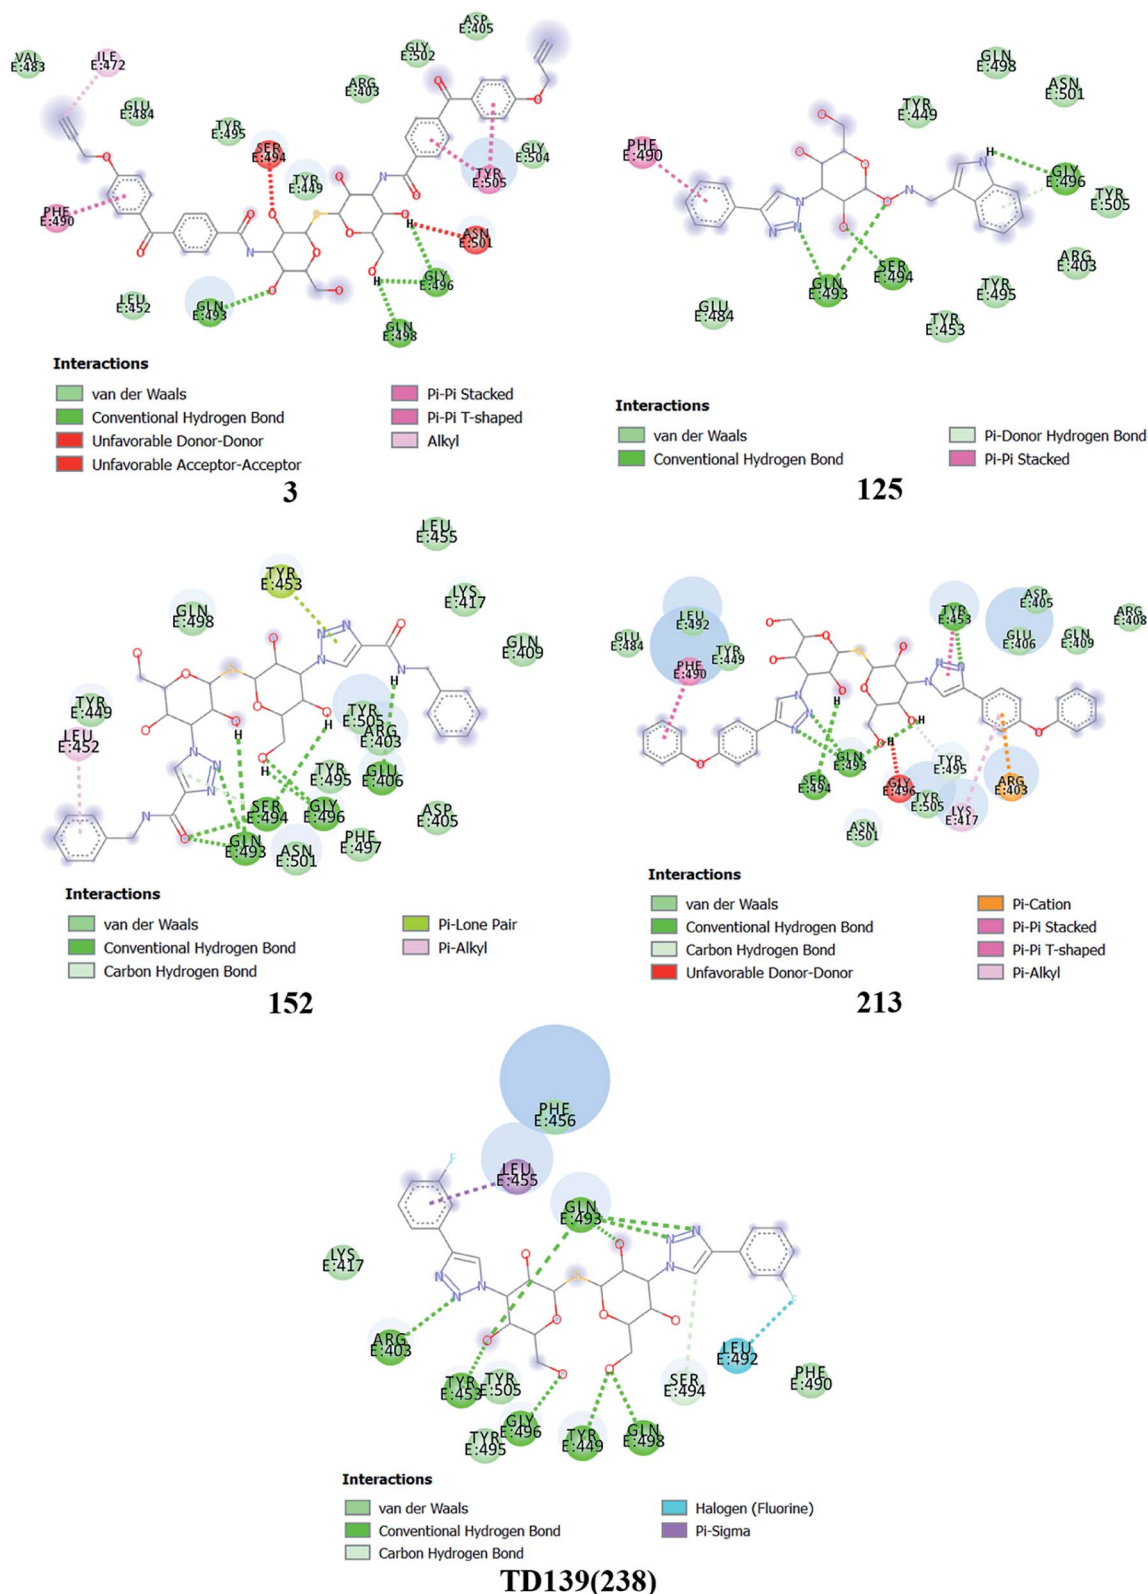 VAL
E:483
ILE
E:472
GLU
E:484
TYR
E:495
SER
E:494
TYR
E:449
ARG
E:403
GLY
E:502
ASP
E:405
GLY
E:504
TYR
E:505
PHE
E:490
ASN
E:501
GLY
E:496
LEU
E:452
GLN
E:493
GLN
E:498
O
O
O
N
O
O
O
O
S
O
O
O
H
O
H
N
O
O
O
Interactions
van der Waals
Conventional Hydrogen Bond
Unfavorable Donor-Donor
Unfavorable Acceptor-Acceptor
Pi-Pi Stacked
Pi-Pi T-shaped
Alkyl
3
GLN
E:498
ASN
E:501
TYR
E:449
PHE
E:490
GLY
E:496
TYR
E:505
ARG
E:403
SER
E:494
GLN
E:493
TYR
E:495
GLU
E:484
TYR
E:453
O
O
O
H
N
N
N
N
O
N
O
Interactions
van der Waals
Conventional Hydrogen Bond
Pi-Donor Hydrogen Bond
Pi-Pi Stacked
125
LEU
E:455
TYR
E:453
LYS
E:417
GLN
E:498
GLN
E:409
TYR
E:449
LEU
E:452
TYR
E:505
ARG
E:403
TYR
E:495
GLU
E:406
SER
E:494
GLY
E:496
ASP
E:405
GLN
E:493
ASN
E:501
PHE
E:497
Interactions
van der Waals
Conventional Hydrogen Bond
Carbon Hydrogen Bond
Pi-Lone Pair
Pi-Alkyl
152
LEU
E:492
GLU
E:484
PHE
E:490
TYR
E:449
TYR
E:453
ASP
E:405
GLU
E:406
GLN
E:409
ARG
E:408
SER
E:494
GLN
E:493
GLY
E:496
TYR
E:495
TYR
E:505
LYS
E:417
ARG
E:403
ASN
E:501
Interactions
van der Waals
Conventional Hydrogen Bond
Carbon Hydrogen Bond
Unfavorable Donor-Donor
Pi-Cation
Pi-Pi Stacked
Pi-Pi T-shaped
Pi-Alkyl
213
PHE
E:456
LEU
E:455
GLN
E:493
LYS
E:417
ARG
E:403
TYR
E:453
TYR
E:505
GLY
E:496
TYR
E:495
TYR
E:449
GLN
E:498
SER
E:494
LEU
E:492
PHE
E:490
F
F
Interactions
van der Waals
Conventional Hydrogen Bond
Carbon Hydrogen Bond
Halogen (Fluorine)
Pi-Sigma
TD139(238)